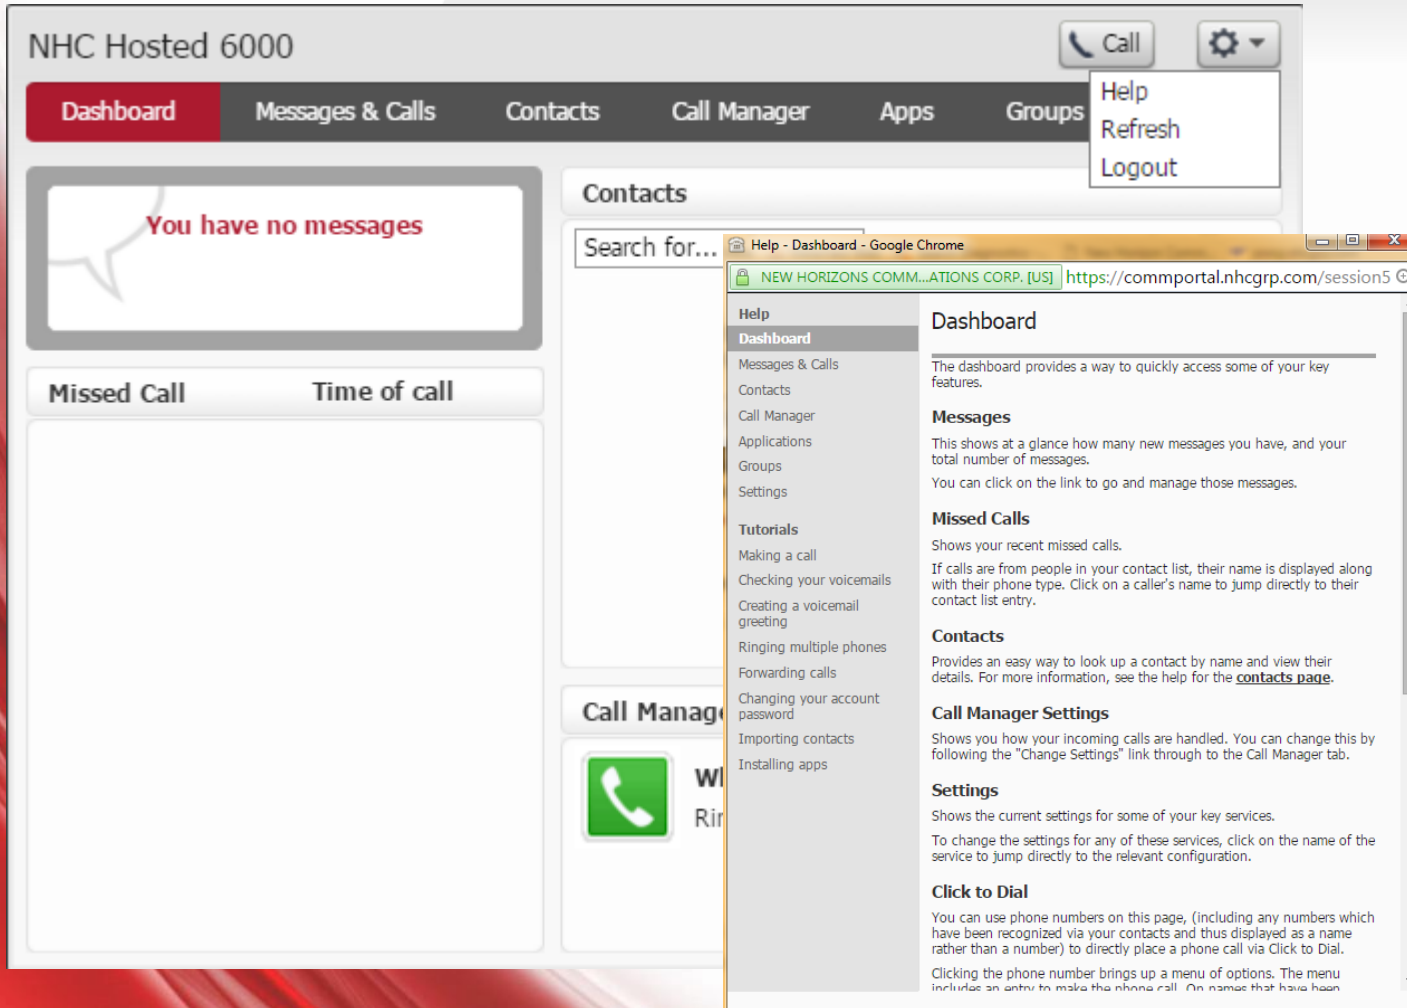 NHC Hosted 6000
Call
Help
Refresh
Logout
Dashboard Messages & Calls Contacts Call Manager Apps Groups
You have no messages
Missed Call Time of call
Contacts
Search for...
Call
Help - Dashboard - Google Chrome
NEW HORIZONS COMM...ATIONS CORP. [US] https://commportal.nhcgrp.com/session5
Help
Dashboard
Messages & Calls
Contacts
Call Manager
Applications
Groups
Settings
Tutorials
Making a call
Checking your voicemails
Creating a voicemail
greeting
Ringing multiple phones
Forwarding calls
Changing your account
password
Importing contacts
Installing apps
Dashboard
The dashboard provides a way to quickly access some of your key
features.
Messages
This shows at a glance how many new messages you have, and your
total number of messages.
You can click on the link to go and manage those messages.
Missed Calls
Shows your recent missed calls.
If calls are from people in your contact list, their name is displayed along
with their phone type. Click on a caller's name to jump directly to their
contact list entry.
Contacts
Provides an easy way to look up a contact by name and view their
details. For more information, see the help for the contacts page.
Call Manager Settings
Shows you how your incoming calls are handled. You can change this by
following the "Change Settings" link through to the Call Manager tab.
Settings
Shows the current settings for some of your key services.
To change the settings for any of these services, click on the name of the
service to jump directly to the relevant configuration.
Click to Dial
You can use phone numbers on this page, (including any numbers which
have been recognized via your contacts and thus displayed as a name
rather than a number) to directly place a phone call via Click to Dial.
Clicking the phone number brings up a menu of options. The menu
includes an entry to make the phone call. On names that have been